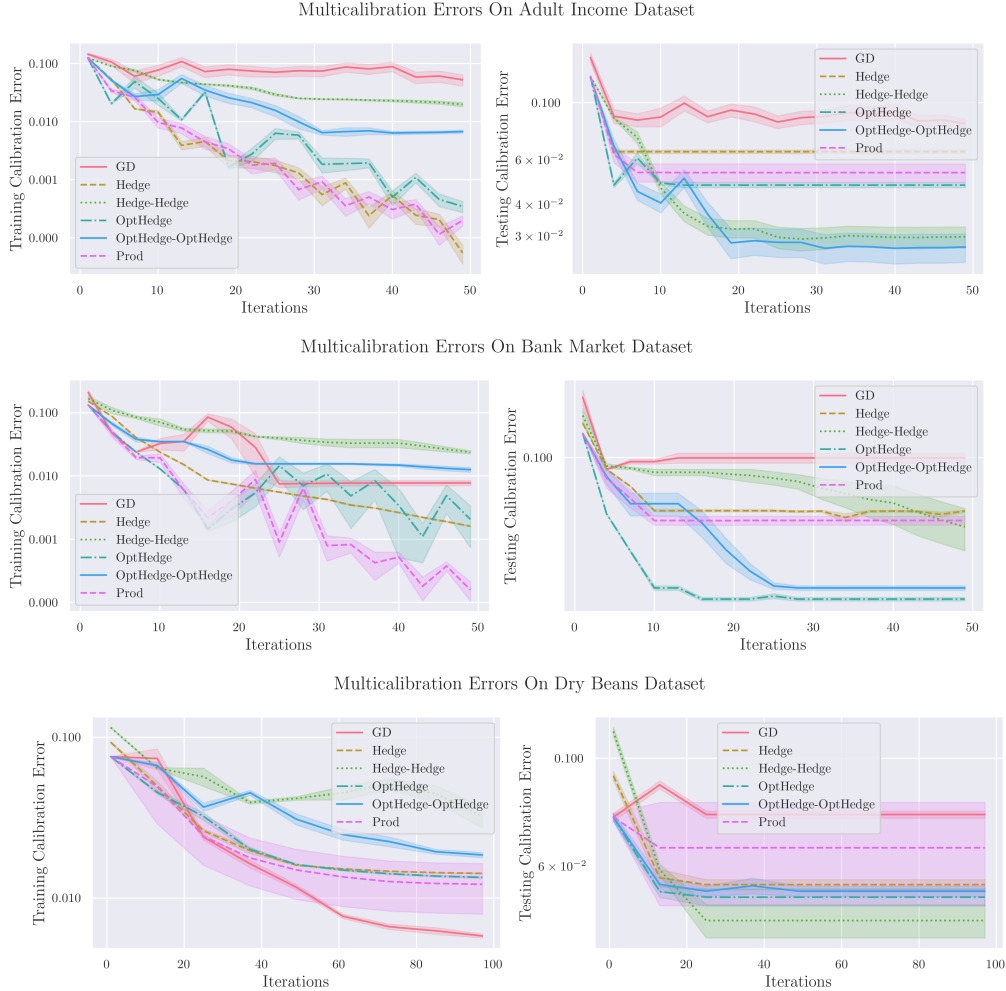 Multicalibration Errors On Adult Income Dataset
Training Calibration Error
0.100
0.010
0.001
0.000
GD
Hedge
Hedge-Hedge
OptHedge
OptHedge-OptHedge
Prod
0 10 20 30 40 50
Iterations
Testing Calibration Error
0.100
6 × 10⁻²
4 × 10⁻²
3 × 10⁻²
GD
Hedge
Hedge-Hedge
OptHedge
OptHedge-OptHedge
Prod
0 10 20 30 40 50
Iterations
Multicalibration Errors On Bank Market Dataset
Training Calibration Error
0.100
0.010
0.001
0.000
GD
Hedge
Hedge-Hedge
OptHedge
OptHedge-OptHedge
Prod
0 10 20 30 40 50
Iterations
Testing Calibration Error
0.100
GD
Hedge
Hedge-Hedge
OptHedge
OptHedge-OptHedge
Prod
0 10 20 30 40 50
Iterations
Multicalibration Errors On Dry Beans Dataset
Training Calibration Error
0.100
0.010
GD
Hedge
Hedge-Hedge
OptHedge
OptHedge-OptHedge
Prod
0 20 40 60 80 100
Iterations
Testing Calibration Error
0.100
6 × 10⁻²
GD
Hedge
Hedge-Hedge
OptHedge
OptHedge-OptHedge
Prod
0 20 40 60 80 100
Iterations